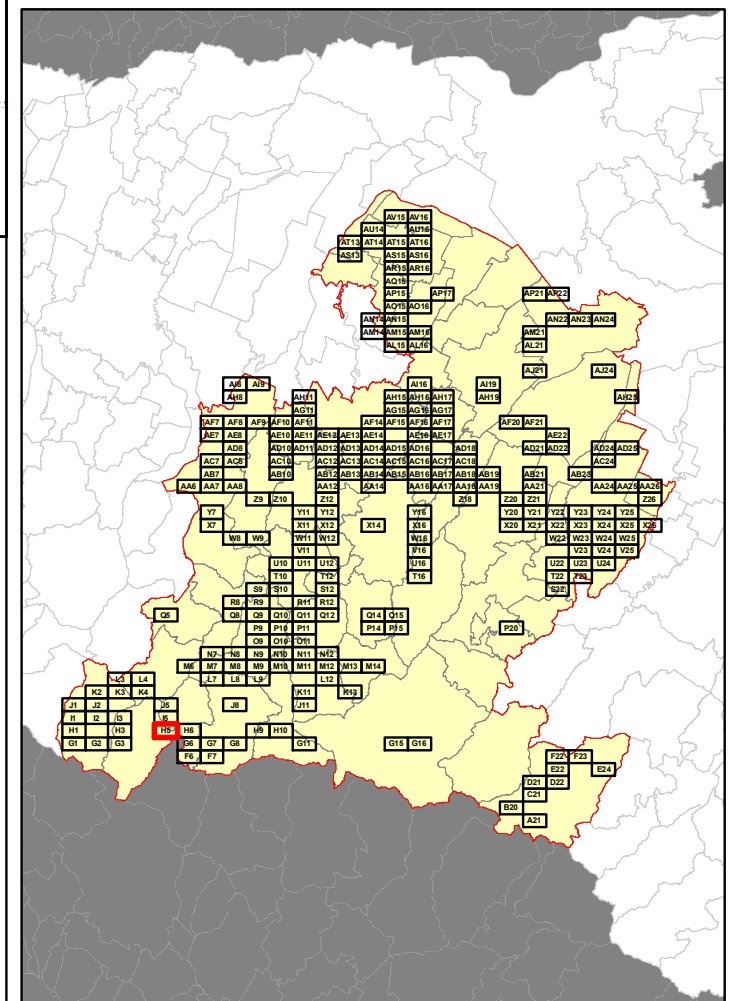 AV15 AV16
AU14 AU16
AT13 AT14 AT15 AT16
AS13 AS15 AS16
AR15 AR16
AQ15
AP15 AP17 AP21 AP22
AO15 AO16
AN14 AN15 AN22 AN23 AN24
AM14 AM15 AM16 AM21
AL15 AL16 AL21
AJ21 AJ24
AI8 AI9 AI16 AI19
AH8 AH11 AH15 AH16 AH17 AH19 AH25
AG11 AG15 AG16 AG17
AF7 AF8 AF9 AF10 AF11 AF14 AF15 AF16 AF17 AF20 AF21
AE7 AE8 AE10 AE11 AE12 AE13 AE14 AE16 AE17 AE22
AD8 AD10 AD11 AD12 AD13 AD14 AD15 AD16 AD18 AD21 AD22 AD24 AD25
AC7 AC8 AC10 AC12 AC13 AC14 AC15 AC16 AC17 AC18 AC24
AB7 AB10 AB12 AB13 AB14 AB15 AB16 AB17 AB18 AB19 AB21 AB23
AA6 AA7 AA8 AA12 AA14 AA16 AA17 AA18 AA19 AA21 AA24 AA25 AA26
Z9 Z10 Z12 Z18 Z20 Z21 Z26
Y7 Y11 Y12 Y16 Y20 Y21 Y22 Y23 Y24 Y25
X7 X11 X12 X14 X16 X20 X21 X22 X23 X24 X25 X26
W8 W9 W11 W12 W16 W22 W23 W24 W25
V11 V16 V23 V24 V25
U10 U11 U12 U16 U22 U23 U24
T10 T12 T16 T22 T23
S9 S10 S12 S22
R8 R9 R11 R12
Q5 Q8 Q9 Q10 Q11 Q12 Q14 Q15
P9 P10 P11 P14 P15 P20
O9 O10 O11
N7 N8 N9 N10 N11 N12
M6 M7 M8 M9 M10 M11 M12 M13 M14
L3 L4 L7 L8 L9 L12
K2 K3 K4 K11 K13
J1 J2 J5 J8 J11
I1 I2 I3 I5
H1 H3 H5 H6 H9 H10
G1 G2 G3 G6 G7 G8 G11 G15 G16
F6 F7 F22 F23
E22 E24
D21 D22
C21
B20
A21